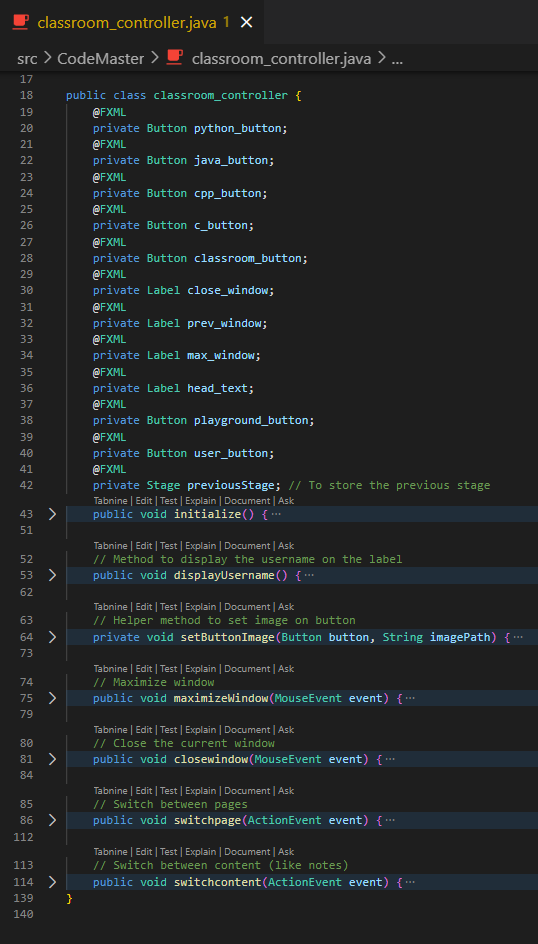 classroom_controller.java 1 ×
src > CodeMaster > classroom_controller.java > ...
17
18 public class classroom_controller {
19 @FXML
20 private Button python_button;
21 @FXML
22 private Button java_button;
23 @FXML
24 private Button cpp_button;
25 @FXML
26 private Button c_button;
27 @FXML
28 private Button classroom_button;
29 @FXML
30 private Label close_window;
31 @FXML
32 private Label prev_window;
33 @FXML
34 private Label max_window;
35 @FXML
36 private Label head_text;
37 @FXML
38 private Button playground_button;
39 @FXML
40 private Button user_button;
41 @FXML
42 private Stage previousStage; // To store the previous stage
Tabnine | Edit | Test | Explain | Document | Ask
43 > public void initialize() { ...
51
Tabnine | Edit | Test | Explain | Document | Ask
52 // Method to display the username on the label
53 > public void displayUsername() { ...
62
Tabnine | Edit | Test | Explain | Document | Ask
63 // Helper method to set image on button
64 > private void setButtonImage(Button button, String imagePath) { ...
73
Tabnine | Edit | Test | Explain | Document | Ask
74 // Maximize window
75 > public void maximizeWindow(MouseEvent event) { ...
79
Tabnine | Edit | Test | Explain | Document | Ask
80 // Close the current window
81 > public void closewindow(MouseEvent event) { ...
84
Tabnine | Edit | Test | Explain | Document | Ask
85 // Switch between pages
86 > public void switchpage(ActionEvent event) { ...
112
Tabnine | Edit | Test | Explain | Document | Ask
113 // Switch between content (like notes)
114 > public void switchcontent(ActionEvent event) { ...
139 }
140